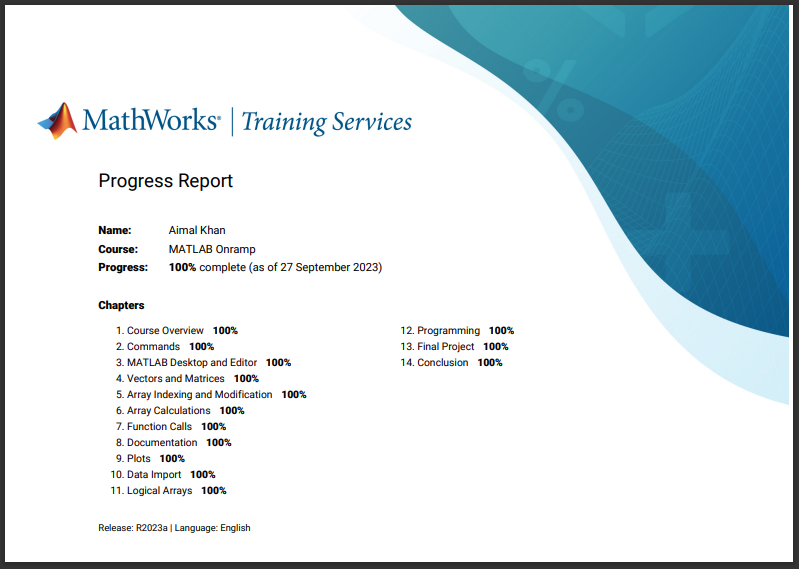 MathWorks® | Training Services
Progress Report
Name: Aimal Khan
Course: MATLAB Onramp
Progress: 100% complete (as of 27 September 2023)
Chapters
1. Course Overview 100%
2. Commands 100%
3. MATLAB Desktop and Editor 100%
4. Vectors and Matrices 100%
5. Array Indexing and Modification 100%
6. Array Calculations 100%
7. Function Calls 100%
8. Documentation 100%
9. Plots 100%
10. Data Import 100%
11. Logical Arrays 100%
12. Programming 100%
13. Final Project 100%
14. Conclusion 100%
Release: R2023a | Language: English